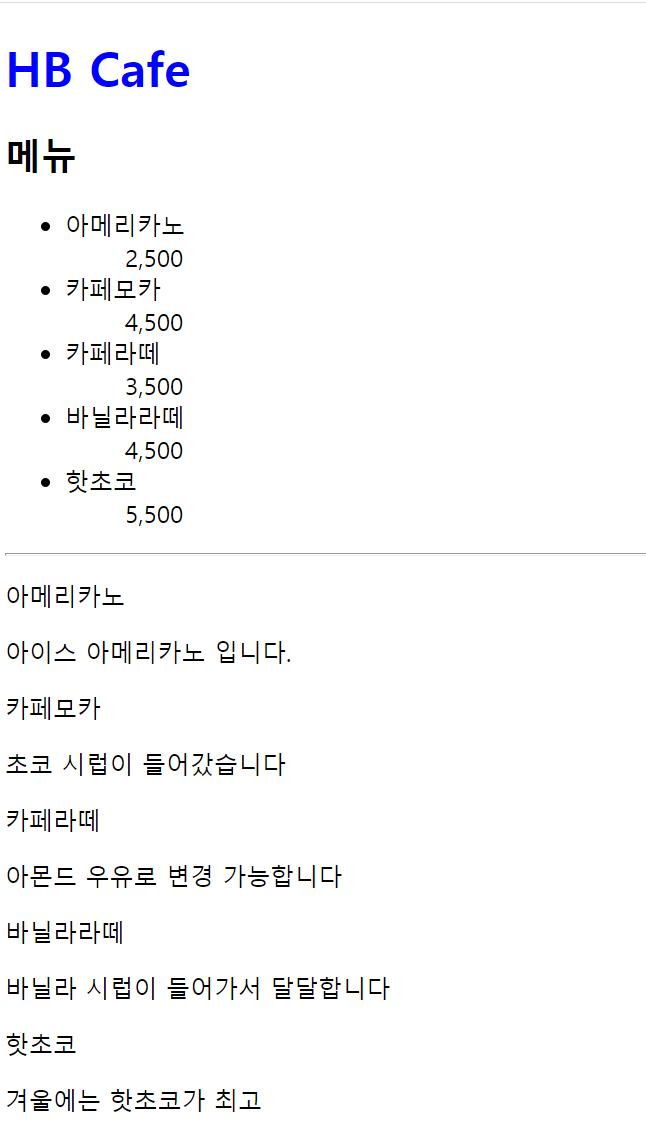 HB Cafe
메뉴
아메리카노
2,500
카페모카
4,500
카페라떼
3,500
바닐라라떼
4,500
핫초코
5,500
아메리카노
아이스 아메리카노 입니다.
카페모카
초코 시럽이 들어갔습니다
카페라떼
아몬드 우유로 변경 가능합니다
바닐라라떼
바닐라 시럽이 들어가서 달달합니다
핫초코
겨울에는 핫초코가 최고